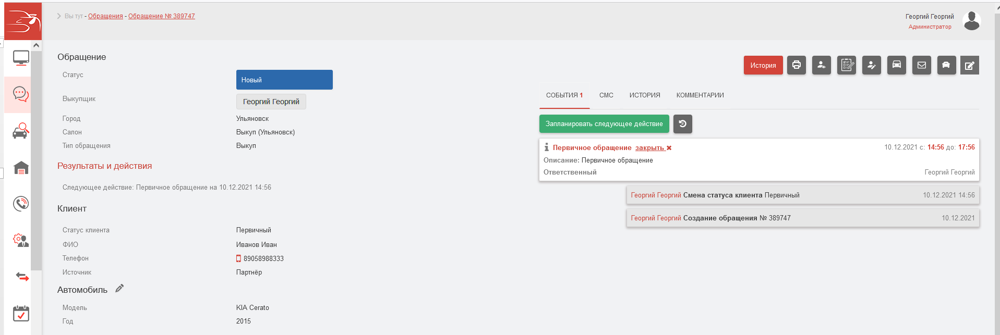 Вы тут - Обращения - Обращение № 389747
Георгий Георгий
Администратор
Обращение
Статус
Новый
Выкупщик
Георгий Георгий
Город
Ульяновск
Салон
Выкуп (Ульяновск)
Тип обращения
Выкуп
Результаты и действия
Следующее действие: Первичное обращение на 10.12.2021 14:56
Клиент
Статус клиента
Первичный
ФИО
Иванов Иван
Телефон
89058988333
Источник
Партнёр
Автомобиль
Модель
KIA Cerato
Год
2015
История
СОБЫТИЯ 1
СМС
ИСТОРИЯ
КОММЕНТАРИИ
Запланировать следующее действие
Первичное обращение закрыть
10.12.2021 с: 14:56 до: 17:56
Описание: Первичное обращение
Ответственный
Георгий Георгий
Георгий Георгий Смена статуса клиента Первичный
10.12.2021 14:56
Георгий Георгий Создание обращения № 389747
10.12.2021